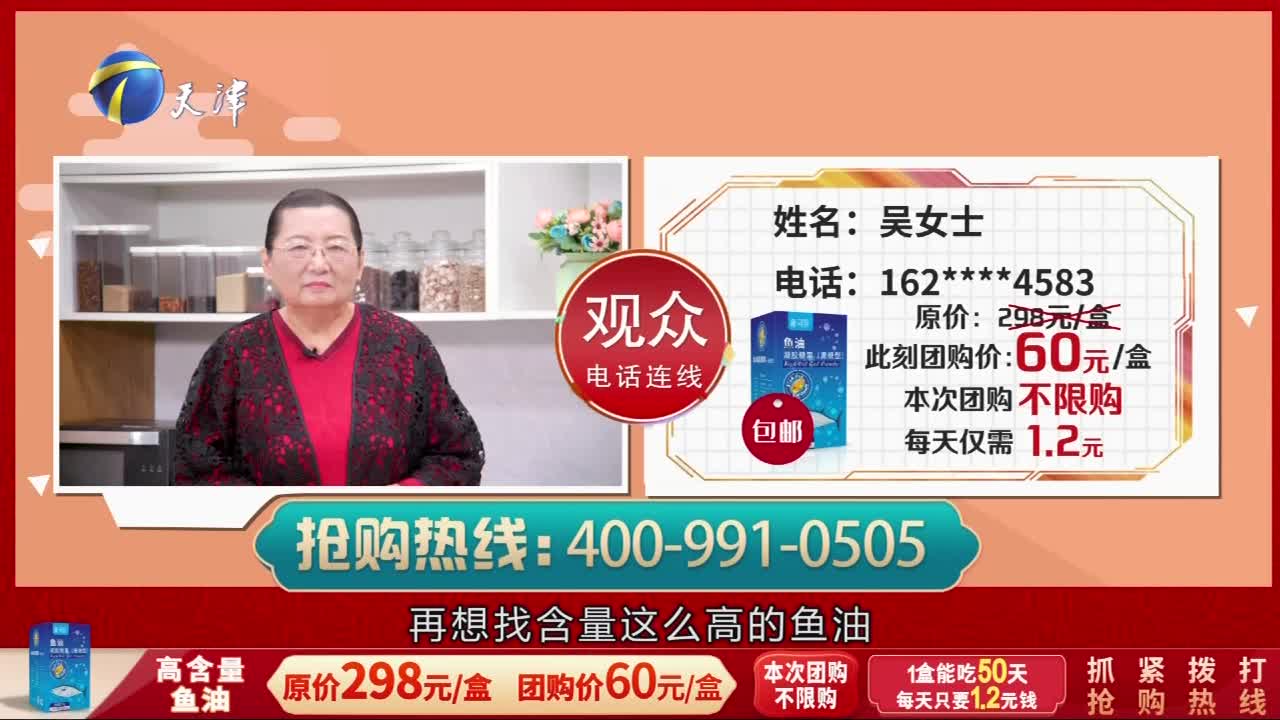 天津
姓名：吴女士
电话：162****4583
原价：298元/盒
此刻团购价：60元/盒
本次团购不限购
每天仅需1.2元
观众
电话连线
鱼油
包邮
抢购热线：400-991-0505
再想找含量这么高的鱼油
鱼油
高含量
鱼油
原价298元/盒 团购价60元/盒
本次团购
不限购
1盒能吃50天
每天只要1.2元钱
抓紧拨打
抢购热线